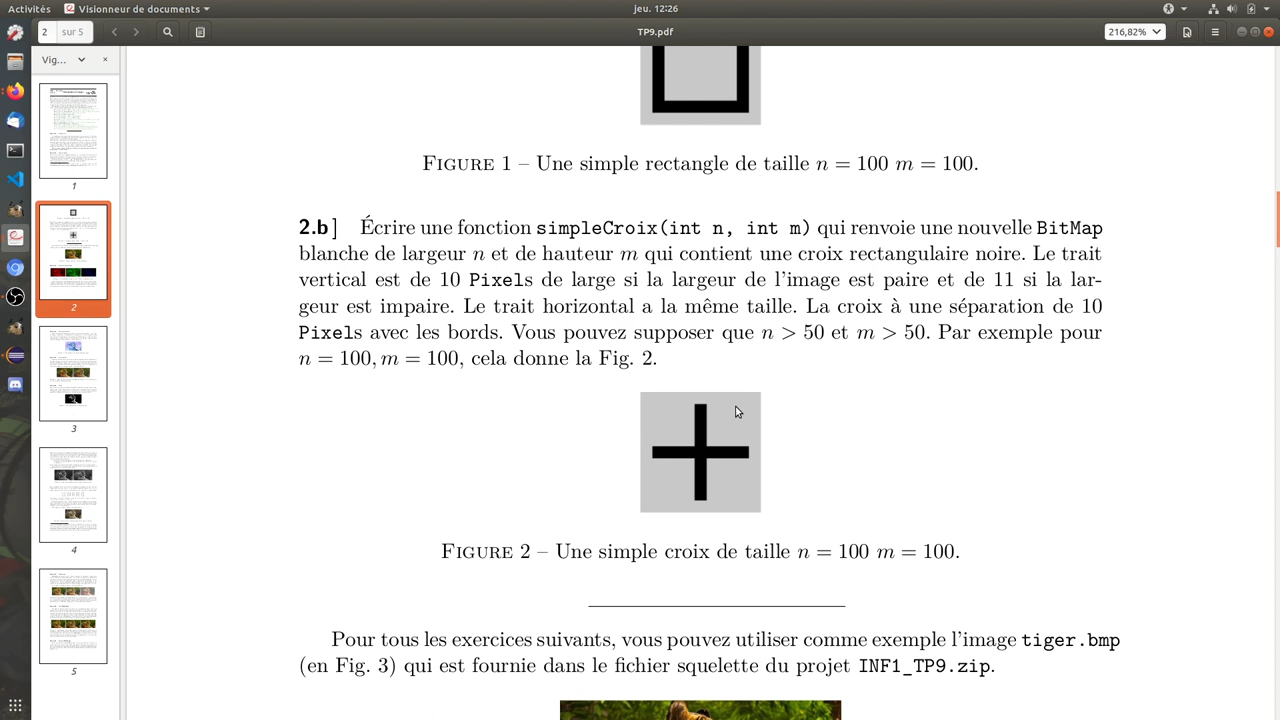 Activités Visionneur de documents jeu. 12:26
2 sur 5 TP9.pdf 216,82%
Vig…
1
2
3
4
5
FIGURE 1 – Une simple rectangle de taille n = 100 m = 100.
2.b] Écrire une fonction simpleCroix(int n, int m) qui renvoie une nouvelle BitMap
blanche de largeur n et de hauteur m qui contient une croix rectangulaire noire. Le trait
vertical est de 10 Pixels de large si la largeur de l'image est paire et de 11 si la lar-
geur est impaire. Le trait horizontal a la même taille. La croix à une séparation de 10
Pixels avec les bords. Vous pouvez supposer que n > 50 et m > 50. Par exemple pour
n = 100, m = 100, cela donne la Fig. 2.
FIGURE 2 – Une simple croix de taille n = 100 m = 100.
Pour tous les exercices suivants, vous pouvez utiliser comme exemple l'image tiger.bmp
(en Fig. 3) qui est fournie dans le fichier squelette du projet INF1_TP9.zip.